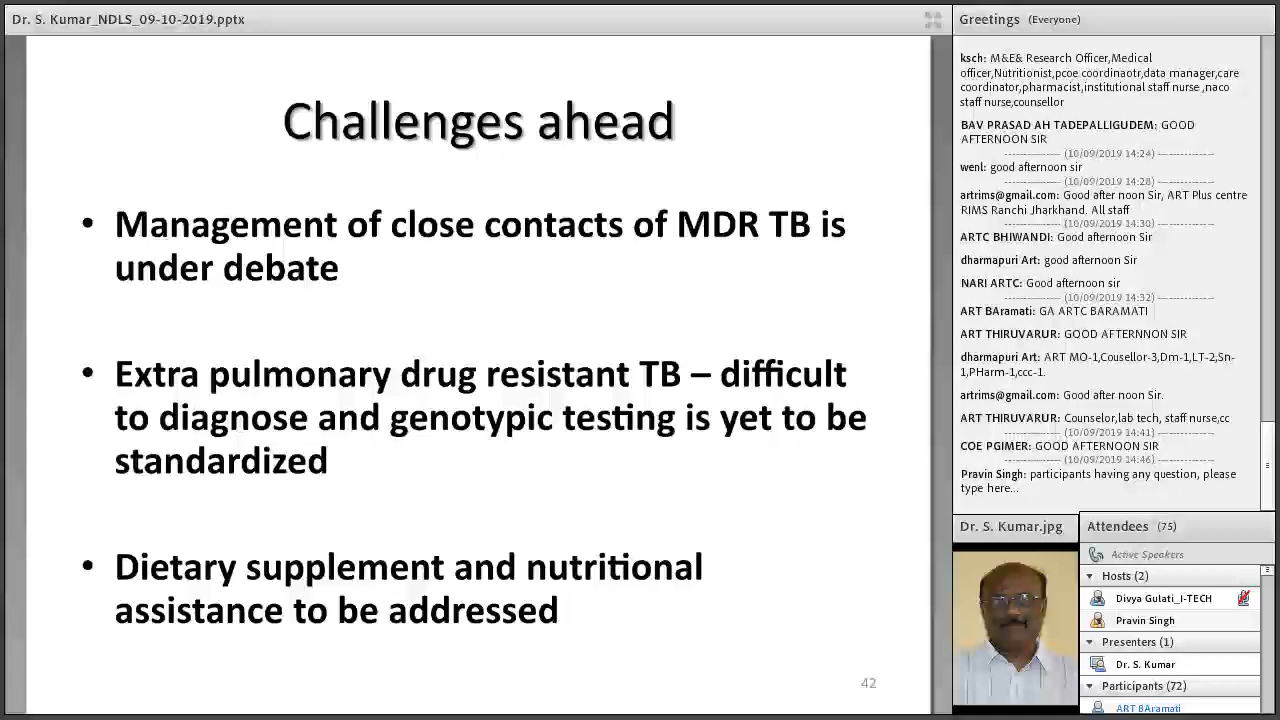 Dr. S. Kumar_NDLS_09-10-2019.pptx
Challenges ahead
• Management of close contacts of MDR TB is
under debate
• Extra pulmonary drug resistant TB – difficult
to diagnose and genotypic testing is yet to be
standardized
• Dietary supplement and nutritional
assistance to be addressed
42
Greetings (Everyone)
ksch: M&E& Research Officer,Medical
officer,Nutritionist,pcoe coordinaotr,data manager,care
coordinator,pharmacist,institutional staff nurse ,naco
staff nurse,counsellor
BAV PRASAD AH TADEPALLIGUDEM: GOOD
AFTERNOON SIR
(10/09/2019 14:24)
wenl: good afternoon sir
(10/09/2019 14:28)
artrims@gmail.com: Good after noon Sir, ART Plus centre
RIMS Ranchi Jharkhand. All staff
(10/09/2019 14:30)
ARTC BHIWANDI: Good afternoon Sir
dharmapuri Art: good afternoon Sir
NARI ARTC: Good afternoon sir
(10/09/2019 14:32)
ART BAramati: GA ARTC BARAMATI
ART THIRUVARUR: GOOD AFTERNNON SIR
dharmapuri Art: ART MO-1,Cousellor-3,Dm-1,LT-2,Sn-
1,PHarm-1,ccc-1.
artrims@gmail.com: Good after noon Sir.
ART THIRUVARUR: Counselor,lab tech, staff nurse,cc
(10/09/2019 14:41)
COE PGIMER: GOOD AFTERNOON SIR
(10/09/2019 14:46)
Pravin Singh: participants having any question, please
type here...
Dr. S. Kumar.jpg
Attendees (75)
Active Speakers
Hosts (2)
Divya Gulati_I-TECH
Pravin Singh
Presenters (1)
Dr. S. Kumar
Participants (72)
ART BAramati